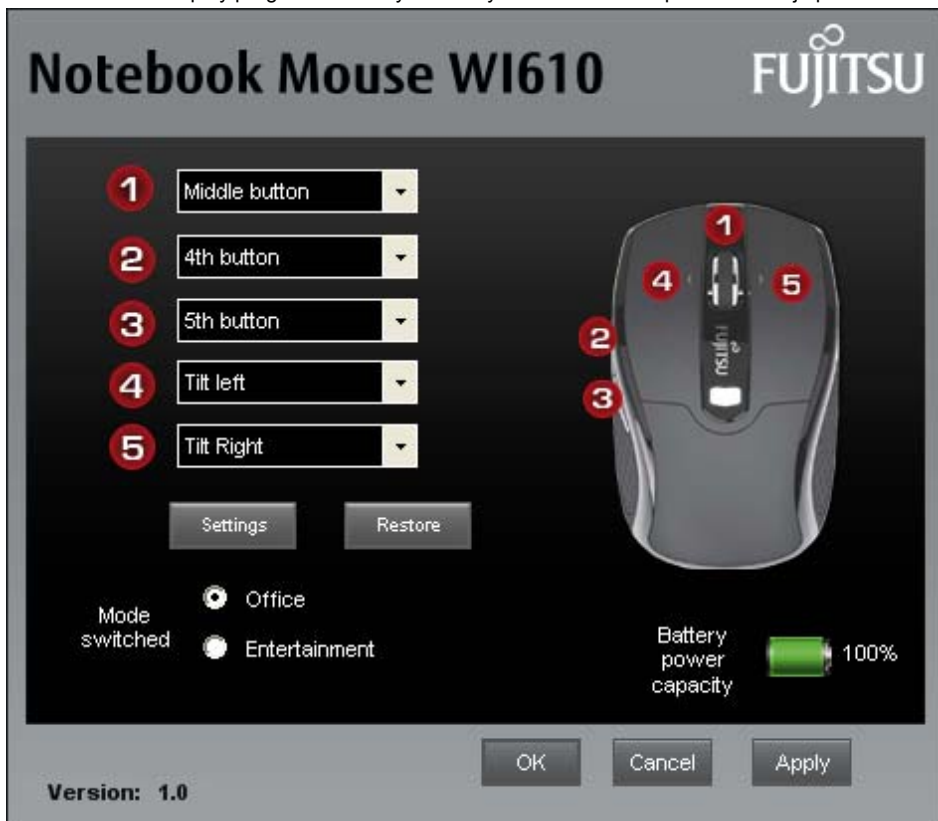 Notebook Mouse WI610
FUJITSU
1 Middle button
2 4th button
3 5th button
4 Tilt left
5 Tilt Right
Settings Restore
Mode switched
Office
Entertainment
1
4 5
2
FUJITSU
3
Battery
power
capacity
100%
OK Cancel Apply
Version: 1.0